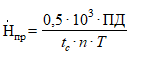 Ḣпр = 0,5 · 10³ · ПД / tс · n · T